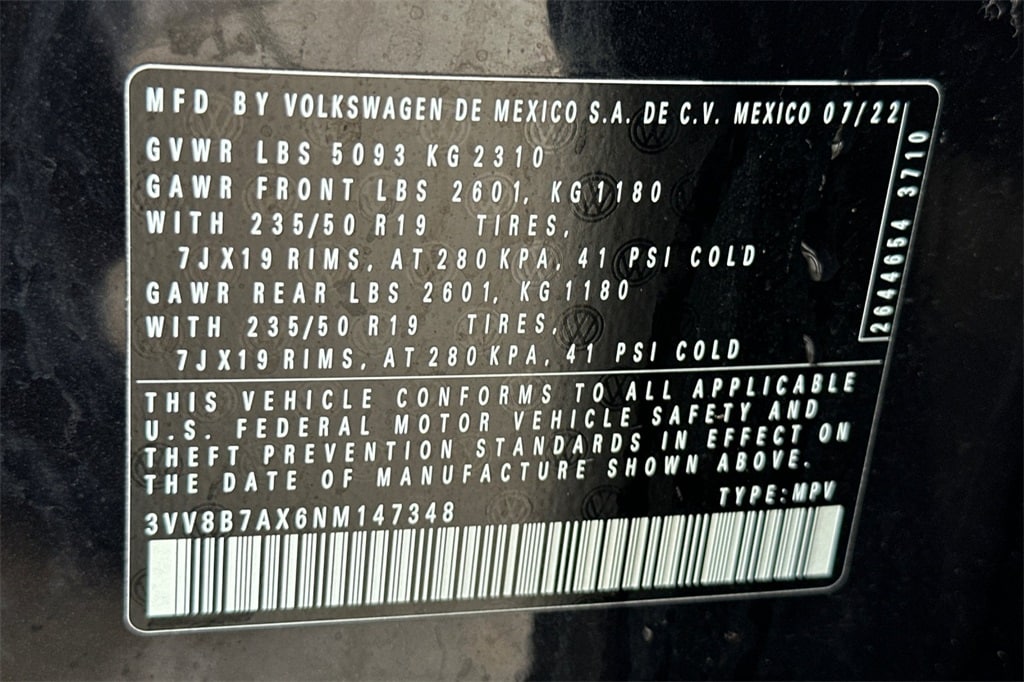 MFD BY VOLKSWAGEN DE MEXICO S.A. DE C.V. MEXICO 07/22
GVWR LBS 5093 KG 2310
GAWR FRONT LBS 2601, KG 1180
WITH 235/50 R19 TIRES,
7JX19 RIMS, AT 280 KPA, 41 PSI COLD
GAWR REAR LBS 2601, KG 1180
WITH 235/50 R19 TIRES,
7JX19 RIMS, AT 280 KPA, 41 PSI COLD
2644654 3710
THIS VEHICLE CONFORMS TO ALL APPLICABLE
U.S. FEDERAL MOTOR VEHICLE SAFETY AND
THEFT PREVENTION STANDARDS IN EFFECT ON
THE DATE OF MANUFACTURE SHOWN ABOVE.
TYPE: MPV
3VV8B7AX6NM147348